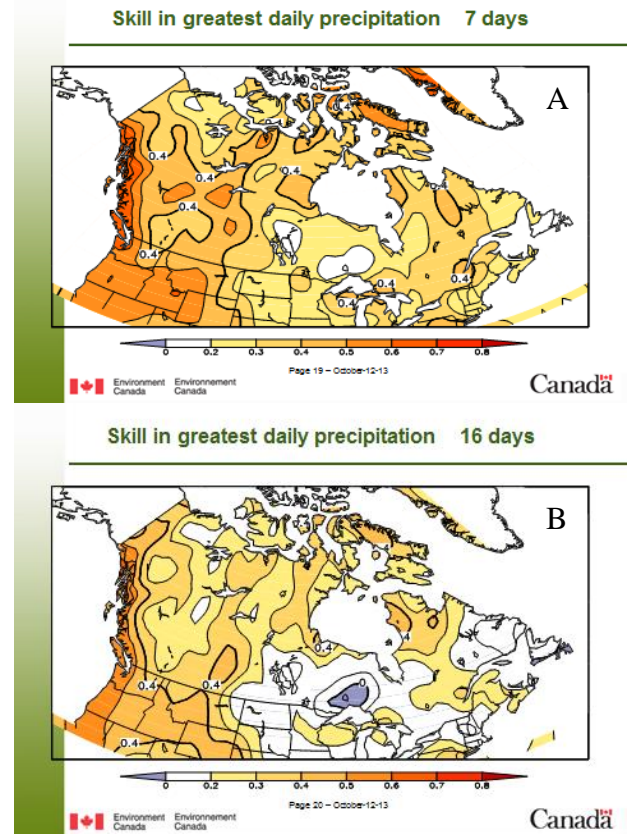 Skill in greatest daily precipitation 7 days
A
0.4
0.4
0.4
0.4
0.4
0.4
0.4
0.4
0.4
0 0.2 0.3 0.4 0.5 0.6 0.7 0.8
Page 19 – October-12-13
Environment Environnement
Canada Canada
Canada
Skill in greatest daily precipitation 16 days
B
0.4
0.4
0.4
0.4
0.4
0
0 0.2 0.3 0.4 0.5 0.6 0.7 0.8
Page 20 – October-12-13
Environment Environnement
Canada Canada
Canada